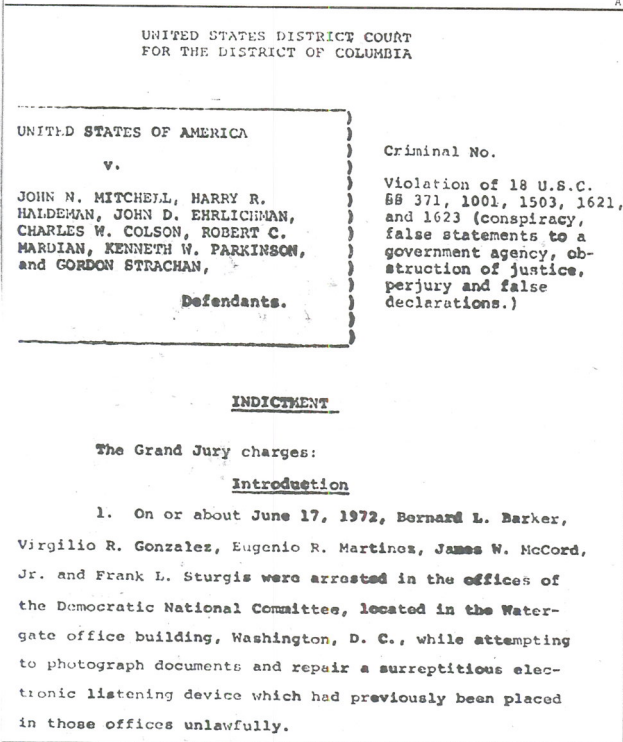 A
UNITED STATES DISTRICT COURT
FOR THE DISTRICT OF COLUMBIA
UNITED STATES OF AMERICA
v.
JOHN N. MITCHELL, HARRY R.
HALDEMAN, JOHN D. EHRLICHMAN,
CHARLES W. COLSON, ROBERT C.
MARDIAN, KENNETH W. PARKINSON,
and GORDON STRACHAN,
Defendants.
)
)
)
)
)
)
)
)
)
)
)
)
)
Criminal No.
Violation of 18 U.S.C.
§§ 371, 1001, 1503, 1621,
and 1623 (conspiracy,
false statements to a
government agency, ob-
struction of justice,
perjury and false
declarations.)
INDICTMENT
The Grand Jury charges:
Introduction
1. On or about June 17, 1972, Bernard L. Barker,
Virgilio R. Gonzalez, Eugenio R. Martinez, James W. McCord,
Jr. and Frank L. Sturgis were arrested in the offices of
the Democratic National Committee, located in the Water-
gate office building, Washington, D. C., while attempting
to photograph documents and repair a surreptitious elec-
tronic listening device which had previously been placed
in those offices unlawfully.